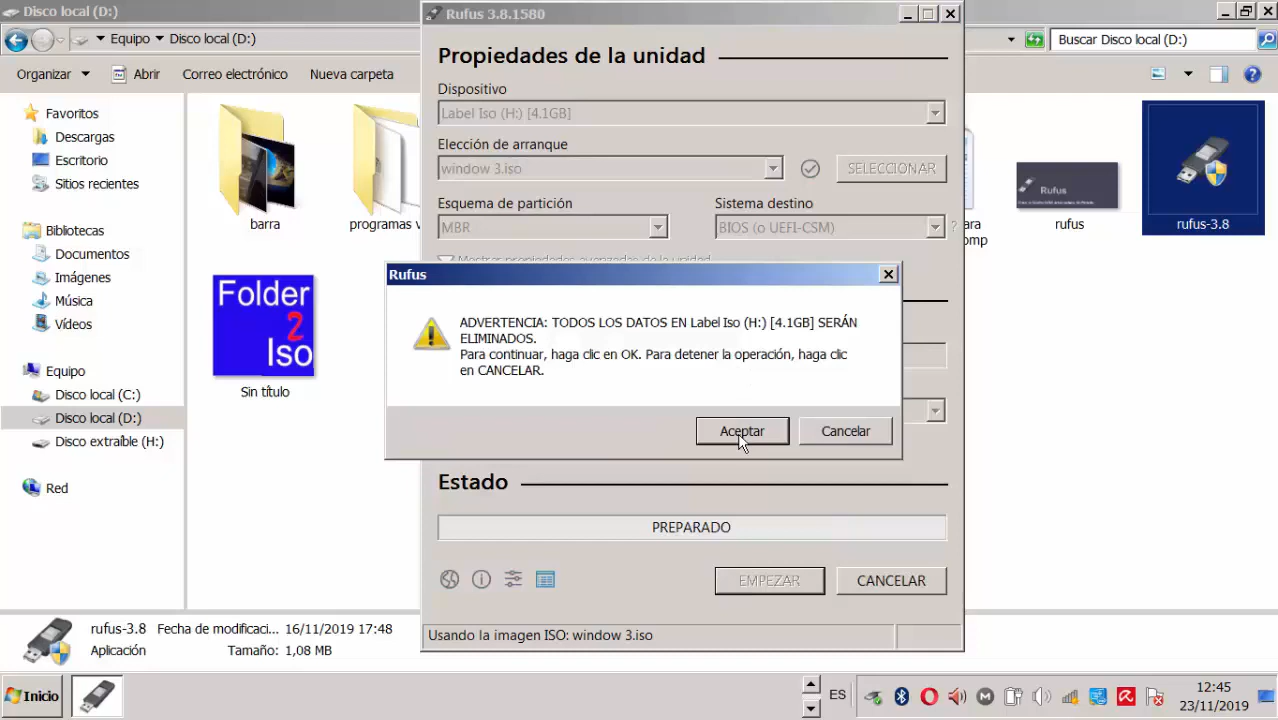 Disco local (D:)
Equipo
Disco local (D:)
Buscar Disco local (D:)
Organizar
Abrir
Correo electrónico
Nueva carpeta
Favoritos
Descargas
Escritorio
Sitios recientes
Bibliotecas
Documentos
Imágenes
Música
Vídeos
Equipo
Disco local (C:)
Disco local (D:)
Disco extraíble (H:)
Red
barra
programas v
Folder
2
Iso
Sin título
Rufus
rufus
rufus-3.8
Rufus 3.8.1580
Propiedades de la unidad
Dispositivo
Label Iso (H:) [4.1GB]
Elección de arranque
window 3.iso
SELECCIONAR
Esquema de partición
Sistema destino
MBR
BIOS (o UEFI-CSM)
?
Mostrar propiedades avanzadas de la unidad
Rufus
ADVERTENCIA: TODOS LOS DATOS EN Label Iso (H:) [4.1GB] SERÁN
ELIMINADOS.
Para continuar, haga clic en OK. Para detener la operación, haga clic
en CANCELAR.
Aceptar
Cancelar
Estado
PREPARADO
EMPEZAR
CANCELAR
Usando la imagen ISO: window 3.iso
rufus-3.8
Fecha de modificaci... 16/11/2019 17:48
Aplicación
Tamaño: 1,08 MB
Inicio
ES
12:45
23/11/2019